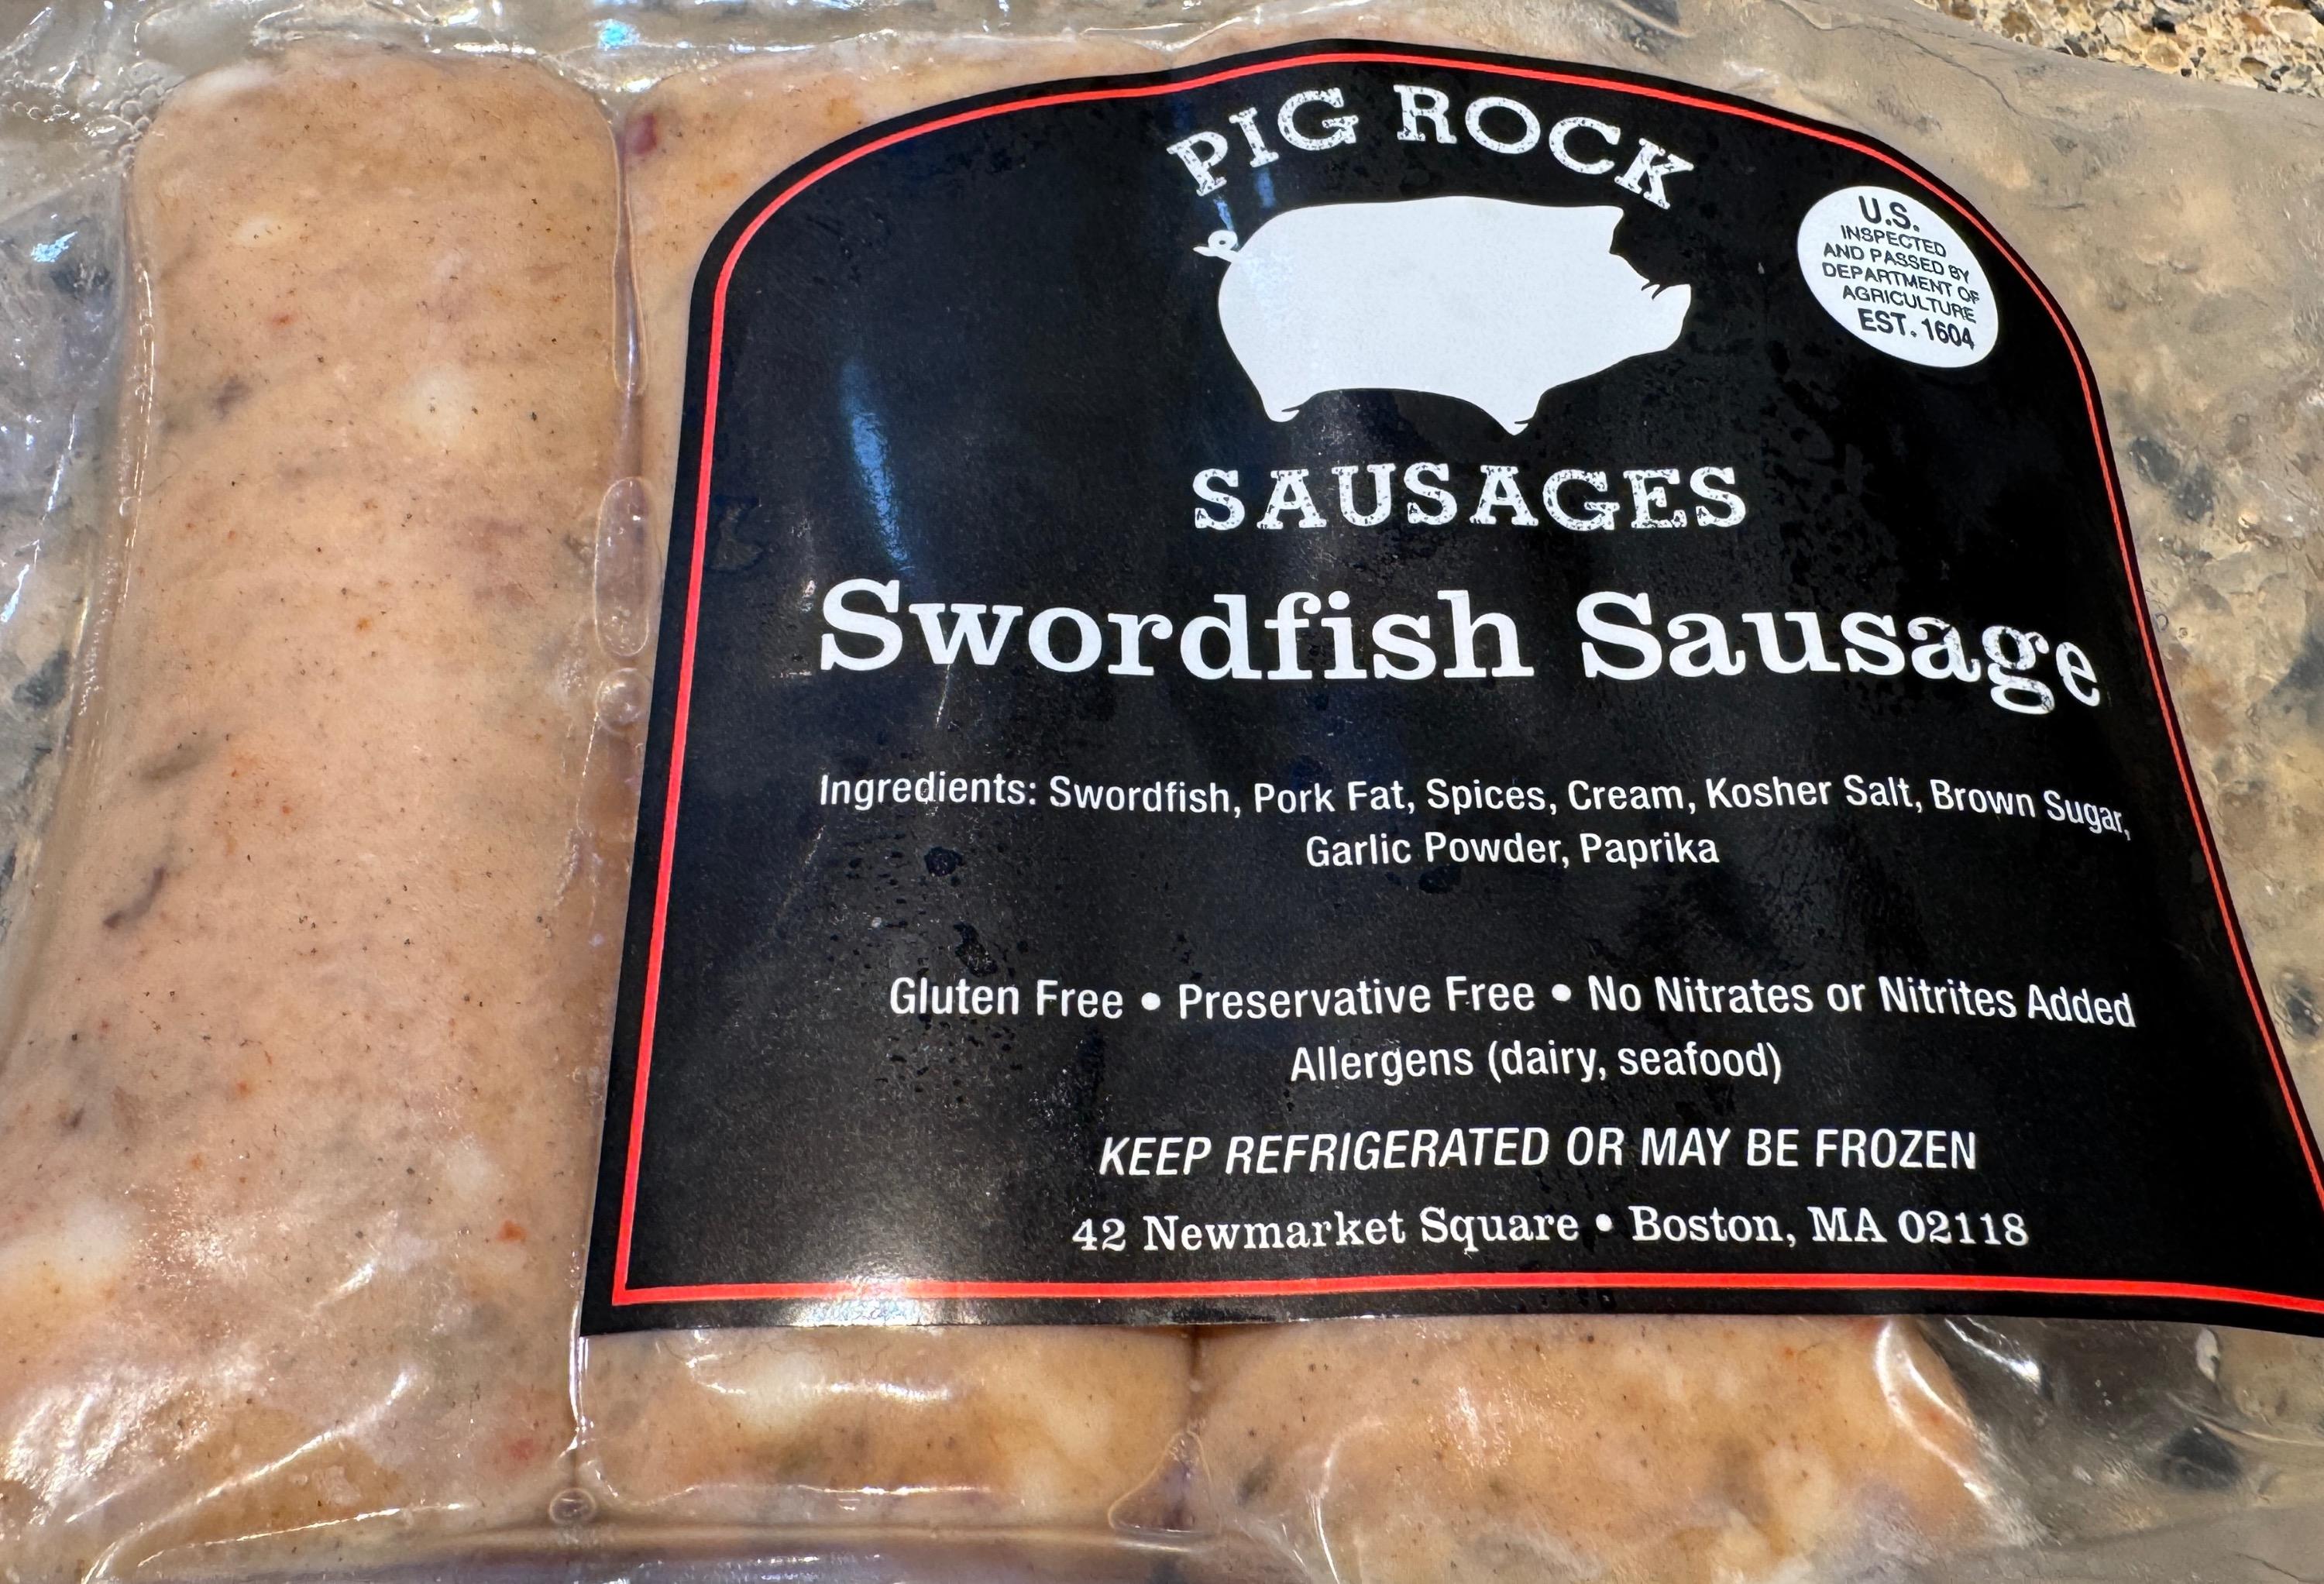 PIG ROCK
U.S.
INSPECTED
AND PASSED BY
DEPARTMENT OF
AGRICULTURE
EST. 1604
SAUSAGES
Swordfish Sausage
Ingredients: Swordfish, Pork Fat, Spices, Cream, Kosher Salt, Brown Sugar,
Garlic Powder, Paprika
Gluten Free • Preservative Free • No Nitrates or Nitrites Added
Allergens (dairy, seafood)
KEEP REFRIGERATED OR MAY BE FROZEN
42 Newmarket Square • Boston, MA 02118